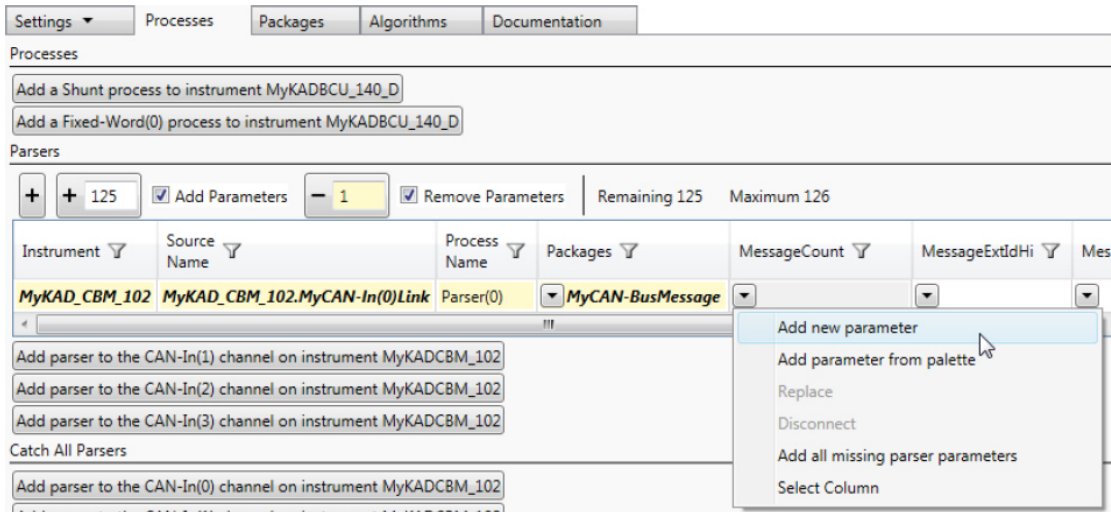 Settings Processes Packages Algorithms Documentation
Processes
Add a Shunt process to instrument MyKADBCU_140_D
Add a Fixed-Word(0) process to instrument MyKADBCU_140_D
Parsers
+ + 125 Add Parameters − 1 Remove Parameters Remaining 125 Maximum 126
Instrument Source Name Process Name Packages MessageCount MessageExtIdHi Mes
MyKAD_CBM_102 MyKAD_CBM_102.MyCAN-In(0)Link Parser(0) MyCAN-BusMessage
Add new parameter
Add parameter from palette
Replace
Disconnect
Add all missing parser parameters
Select Column
Add parser to the CAN-In(1) channel on instrument MyKADCBM_102
Add parser to the CAN-In(2) channel on instrument MyKADCBM_102
Add parser to the CAN-In(3) channel on instrument MyKADCBM_102
Catch All Parsers
Add parser to the CAN-In(0) channel on instrument MyKADCBM_102